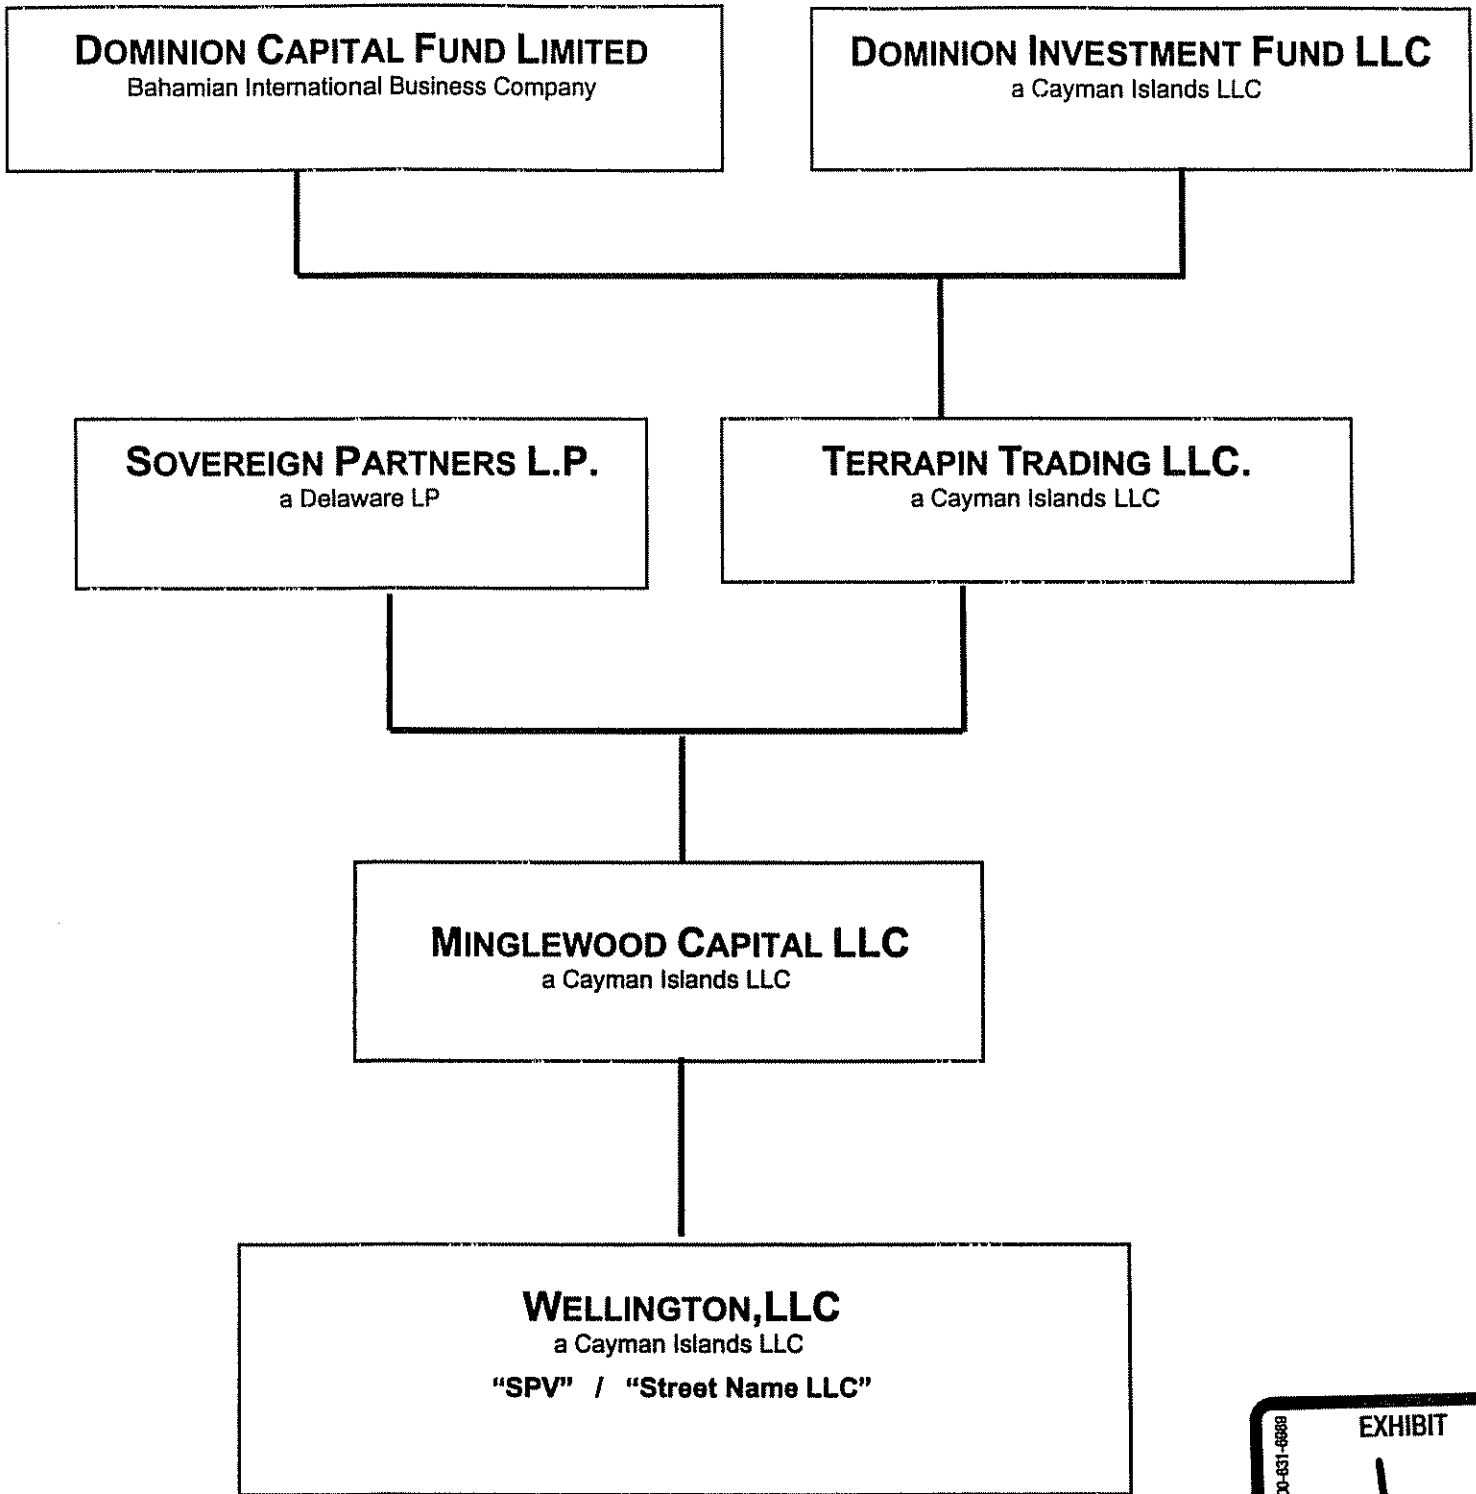 DOMINION CAPITAL FUND LIMITED
Bahamian International Business Company
DOMINION INVESTMENT FUND LLC
a Cayman Islands LLC
SOVEREIGN PARTNERS L.P.
a Delaware LP
TERRAPIN TRADING LLC.
a Cayman Islands LLC
MINGLEWOOD CAPITAL LLC
a Cayman Islands LLC
WELLINGTON,LLC
a Cayman Islands LLC
“SPV” / “Street Name LLC”
EXHIBIT